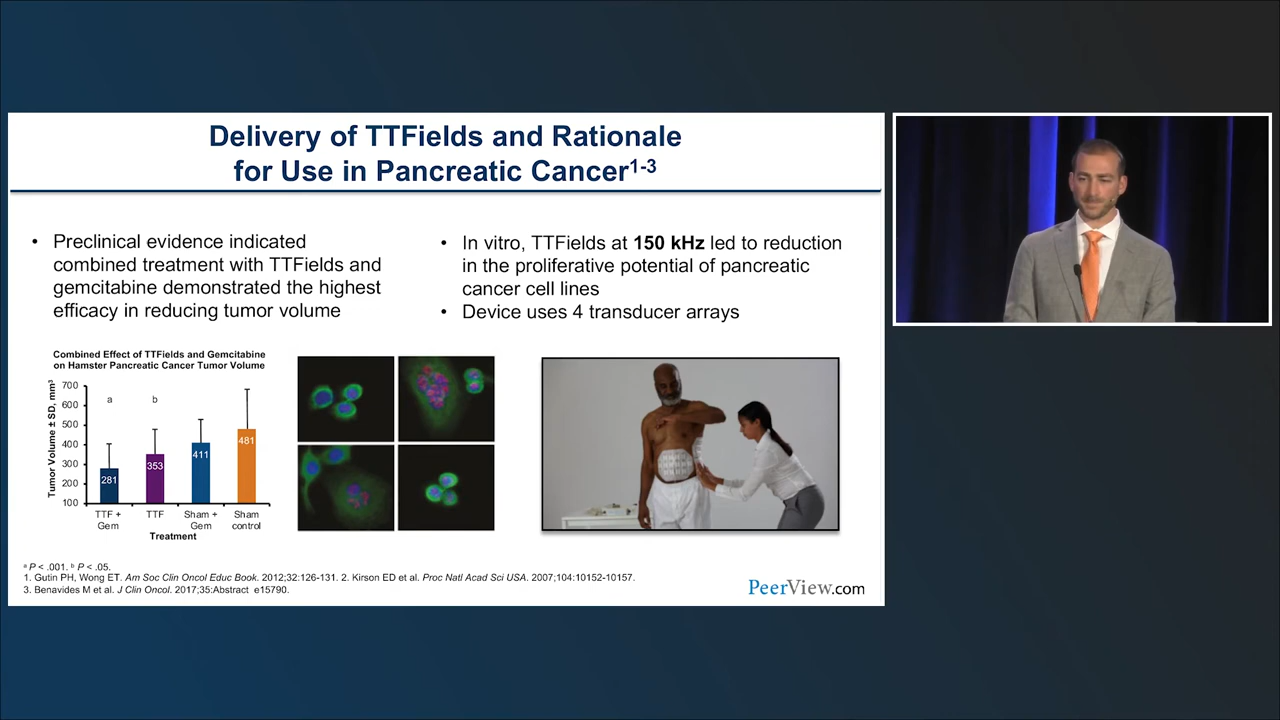 Delivery of TTFields and Rationale
for Use in Pancreatic Cancer1-3
• Preclinical evidence indicated
combined treatment with TTFields and
gemcitabine demonstrated the highest
efficacy in reducing tumor volume
• In vitro, TTFields at 150 kHz led to reduction
in the proliferative potential of pancreatic
cancer cell lines
• Device uses 4 transducer arrays
Combined Effect of TTFields and Gemcitabine
on Hamster Pancreatic Cancer Tumor Volume
Tumor Volume ± SD, mm3
700
600
500
400
300
200
100
a
b
281
353
411
481
TTF +
Gem
TTF
Sham +
Gem
Sham
control
Treatment
a P < .001. b P < .05.
1. Gutin PH, Wong ET. Am Soc Clin Oncol Educ Book. 2012;32:126-131. 2. Kirson ED et al. Proc Natl Acad Sci USA. 2007;104:10152-10157.
3. Benavides M et al. J Clin Oncol. 2017;35:Abstract e15790.
PeerView.com